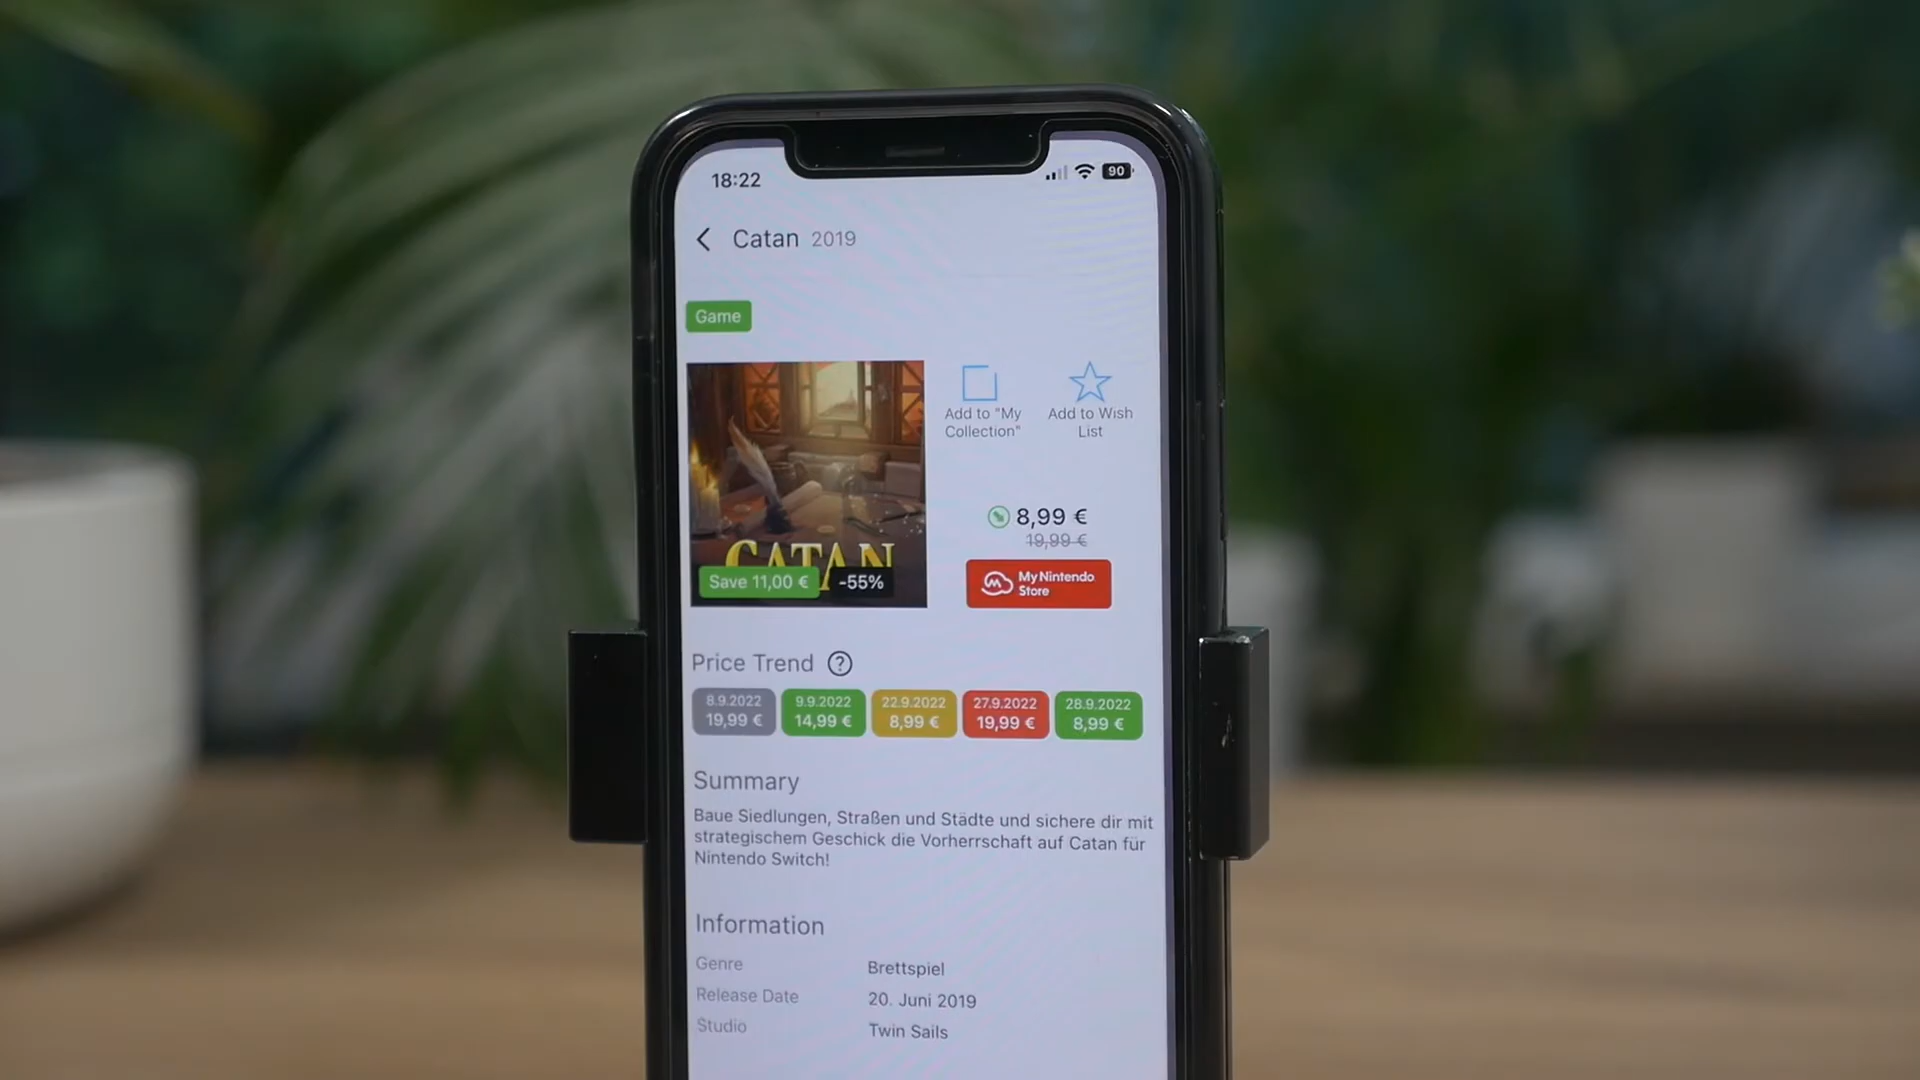 18:22
90
Catan 2019
Game
Add to "My
Collection"
Add to Wish
List
8,99 €
19,99 €
CATAN
Save 11,00 €
-55%
My Nintendo
Store
Price Trend ?
8.9.2022
19,99 €
9.9.2022
14,99 €
22.9.2022
8,99 €
27.9.2022
19,99 €
28.9.2022
8,99 €
Summary
Baue Siedlungen, Straßen und Städte und sichere dir mit
strategischem Geschick die Vorherrschaft auf Catan für
Nintendo Switch!
Information
Genre Brettspiel
Release Date 20. Juni 2019
Studio Twin Sails